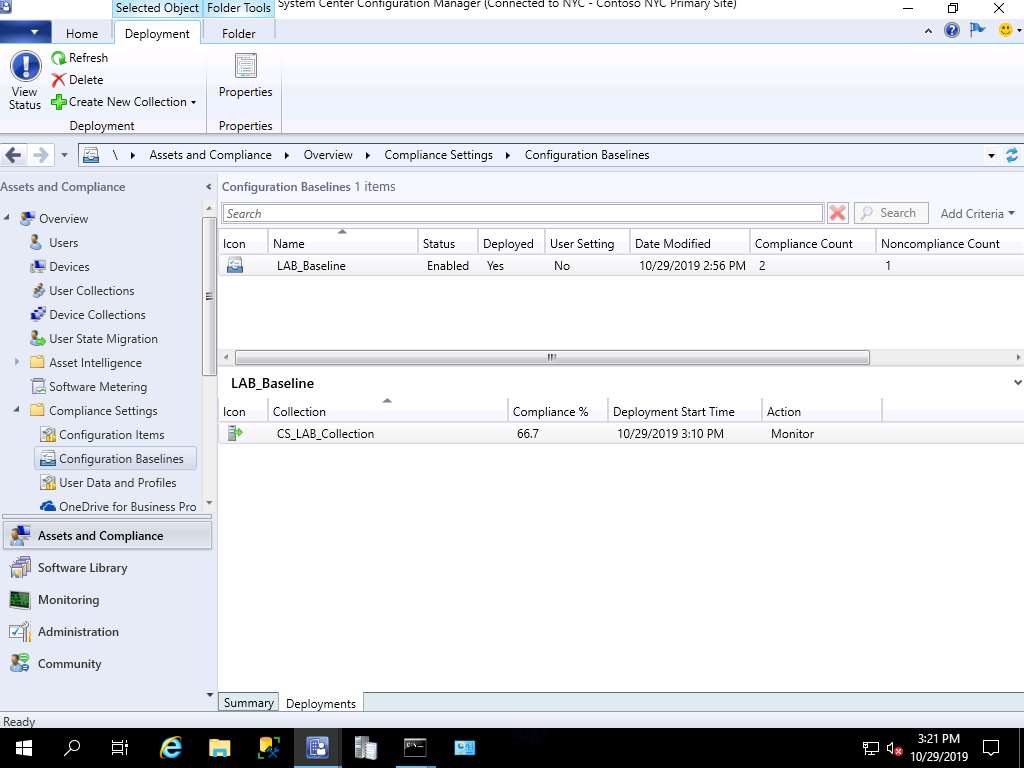 Selected Object Folder Tools System Center Configuration Manager (Connected to NYC - Contoso NYC Primary Site)
Home Deployment Folder
View Status
Refresh
Delete
Create New Collection
Deployment
Properties
Properties
\ Assets and Compliance Overview Compliance Settings Configuration Baselines
Assets and Compliance
Overview
Users
Devices
User Collections
Device Collections
User State Migration
Asset Intelligence
Software Metering
Compliance Settings
Configuration Items
Configuration Baselines
User Data and Profiles
OneDrive for Business Pro
Assets and Compliance
Software Library
Monitoring
Administration
Community
Configuration Baselines 1 items
Search Search Add Criteria
Icon Name Status Deployed User Setting Date Modified Compliance Count Noncompliance Count
LAB_Baseline Enabled Yes No 10/29/2019 2:56 PM 2 1
LAB_Baseline
Icon Collection Compliance % Deployment Start Time Action
CS_LAB_Collection 66.7 10/29/2019 3:10 PM Monitor
Summary Deployments
Ready
3:21 PM
10/29/2019